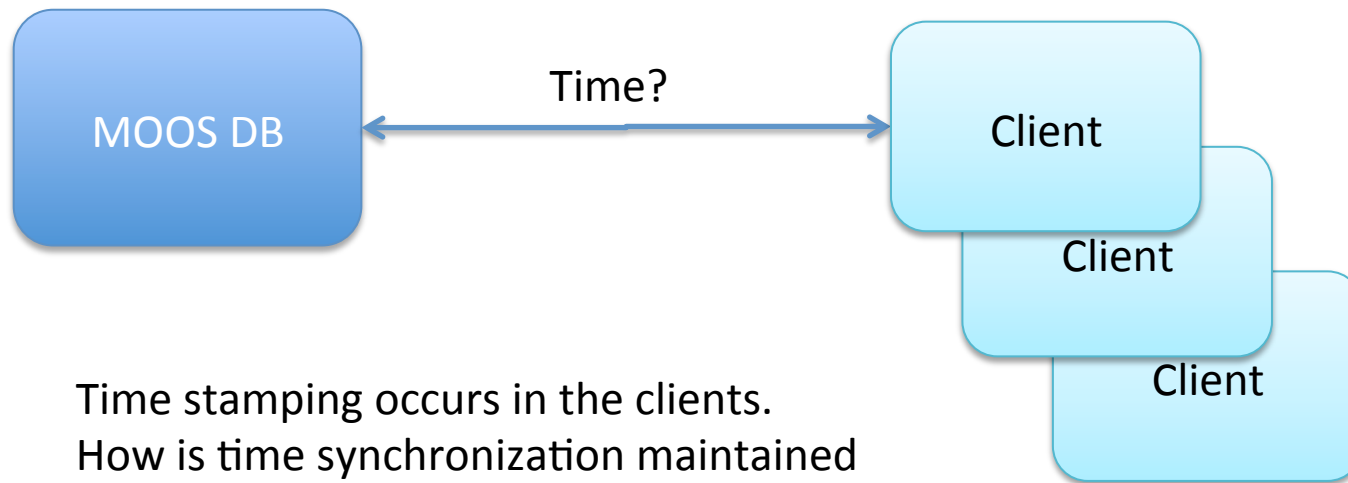 MOOS DB
Time?
Client
Client
Client
Time stamping occurs in the clients.
How is time synchronization maintained